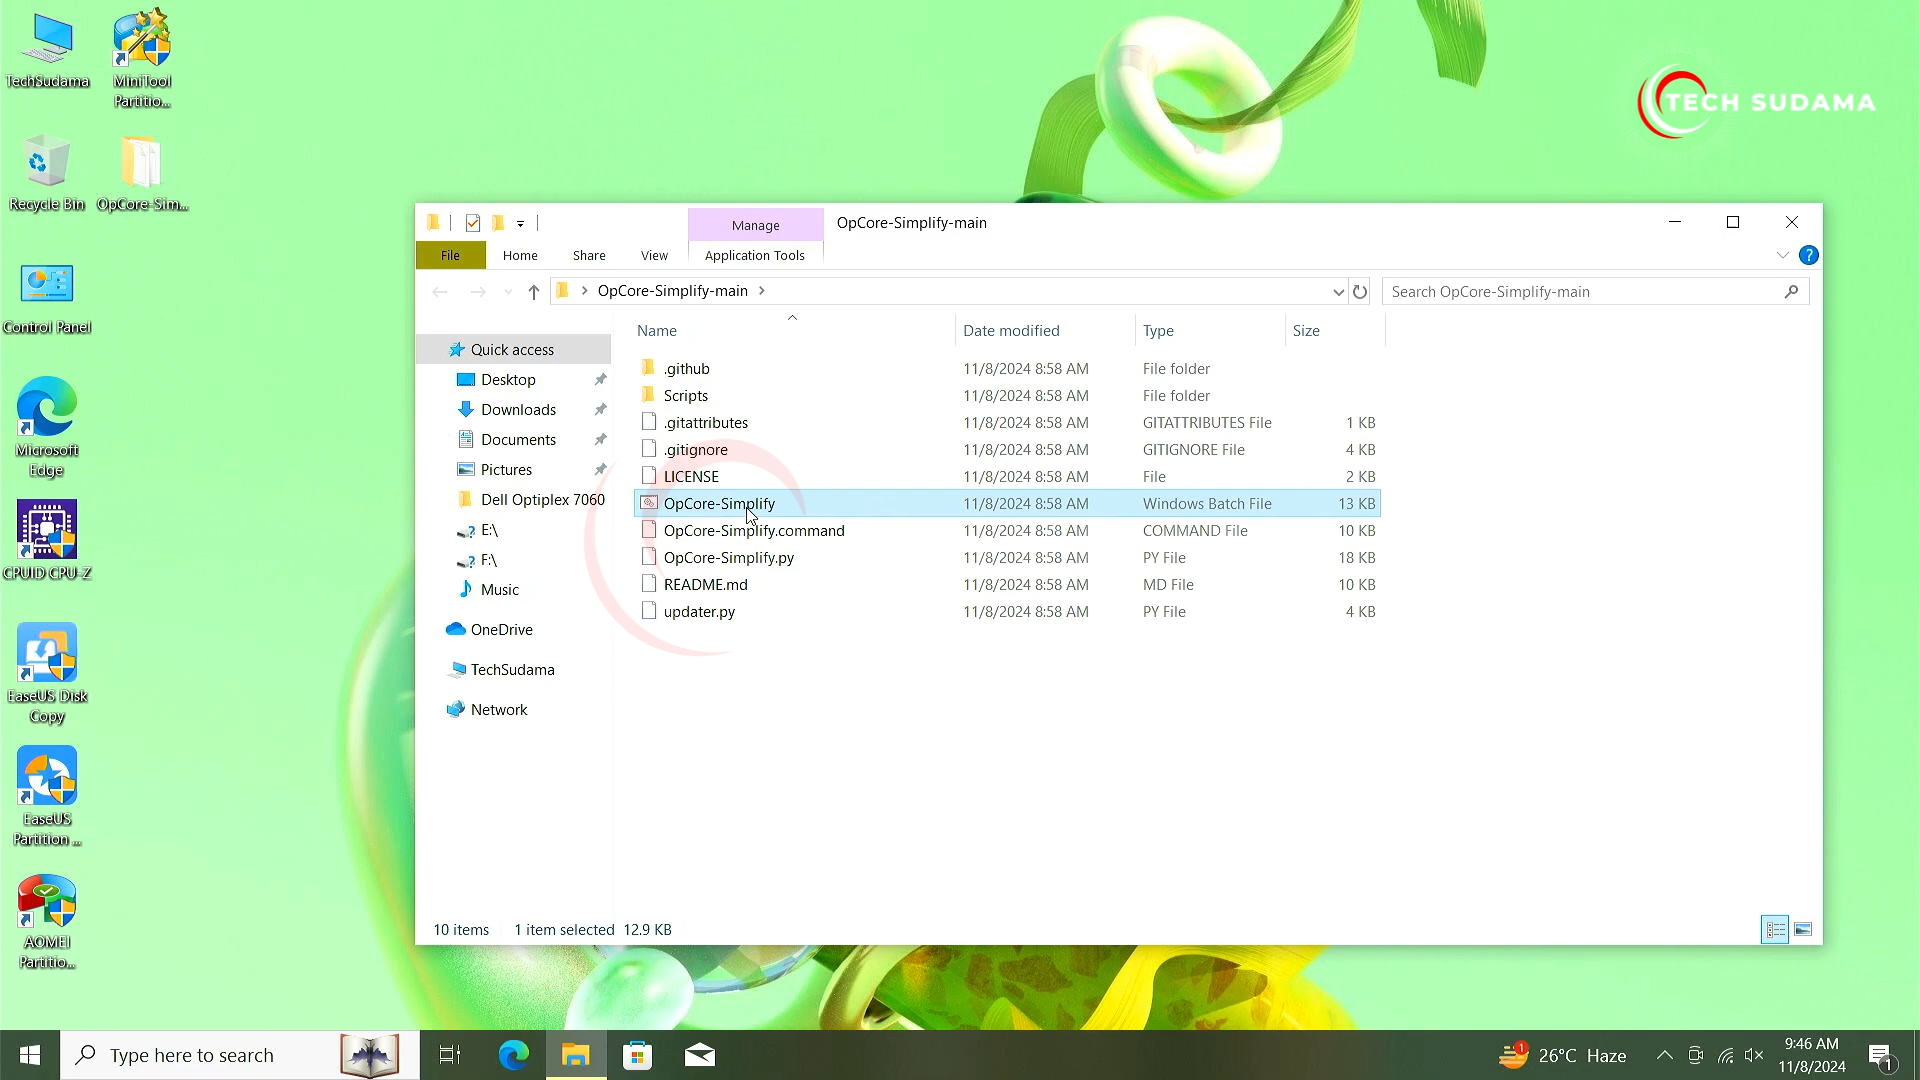 TechSudama
MiniTool
Partitio...
Recycle Bin
OpCore-Sim...
Control Panel
Microsoft
Edge
CPUID CPU-Z
EaseUS Disk
Copy
EaseUS
Partition ...
AOMEI
Partitio...
TECH SUDAMA
Manage
OpCore-Simplify-main
File
Home
Share
View
Application Tools
?
OpCore-Simplify-main
Search OpCore-Simplify-main
Quick access
Desktop
Downloads
Documents
Pictures
Dell Optiplex 7060
E:\
F:\
Music
OneDrive
TechSudama
Network
Name Date modified Type Size
.github 11/8/2024 8:58 AM File folder
Scripts 11/8/2024 8:58 AM File folder
.gitattributes 11/8/2024 8:58 AM GITATTRIBUTES File 1 KB
.gitignore 11/8/2024 8:58 AM GITIGNORE File 4 KB
LICENSE 11/8/2024 8:58 AM File 2 KB
OpCore-Simplify 11/8/2024 8:58 AM Windows Batch File 13 KB
OpCore-Simplify.command 11/8/2024 8:58 AM COMMAND File 10 KB
OpCore-Simplify.py 11/8/2024 8:58 AM PY File 18 KB
README.md 11/8/2024 8:58 AM MD File 10 KB
updater.py 11/8/2024 8:58 AM PY File 4 KB
10 items 1 item selected 12.9 KB
Type here to search
1
26°C Haze
9:46 AM
11/8/2024
1